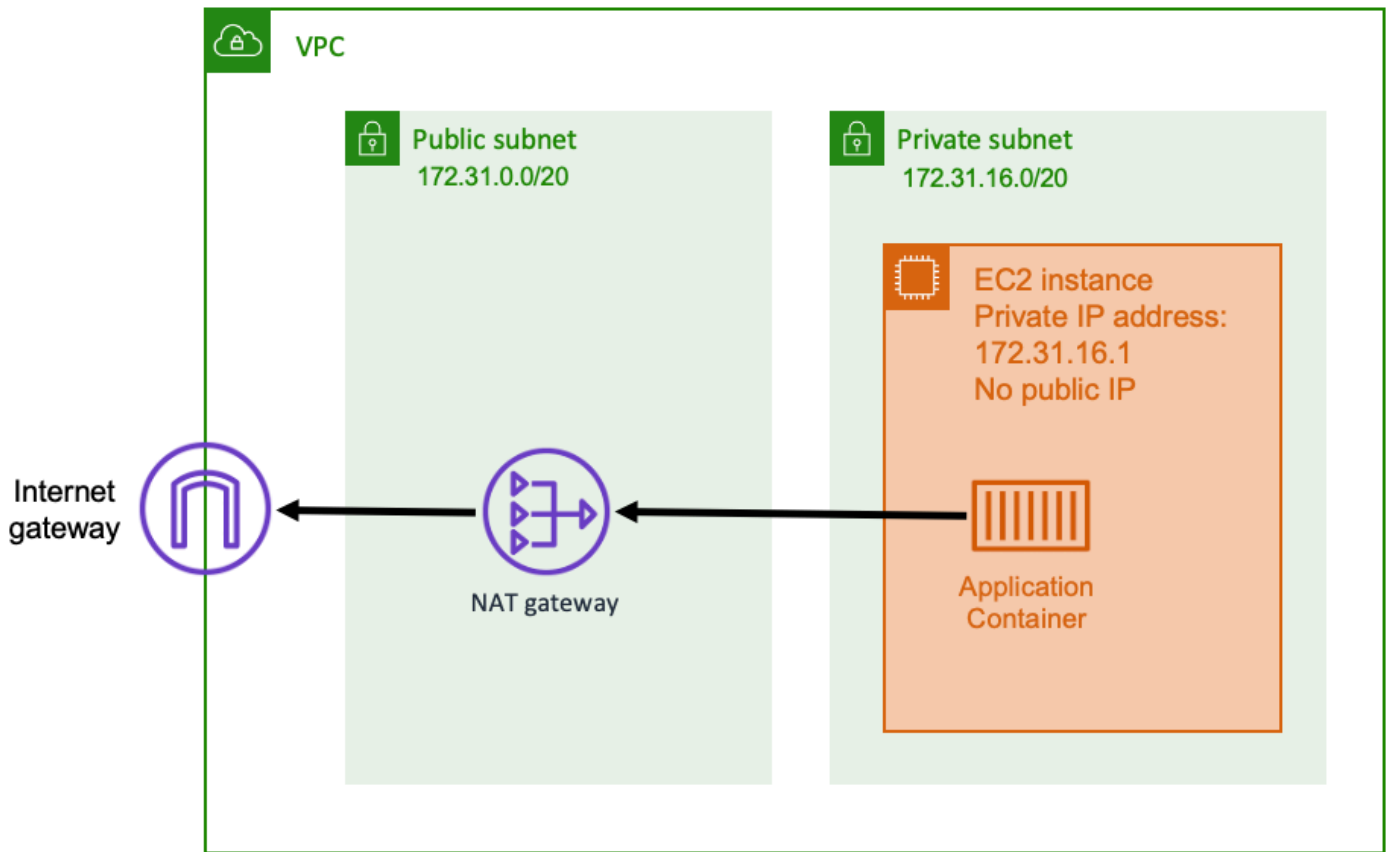 VPC
Public subnet
172.31.0.0/20
Private subnet
172.31.16.0/20
EC2 instance
Private IP address:
172.31.16.1
No public IP
Internet
gateway
NAT gateway
Application
Container